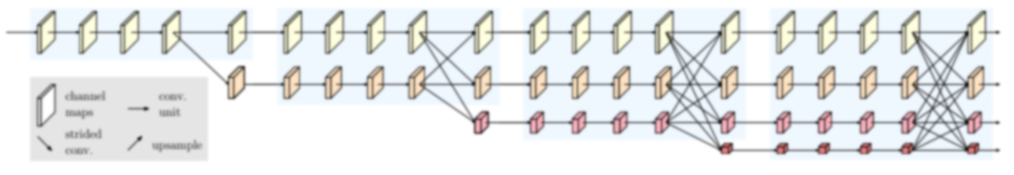 channel
maps
conv.
unit
strided
conv.
upsample